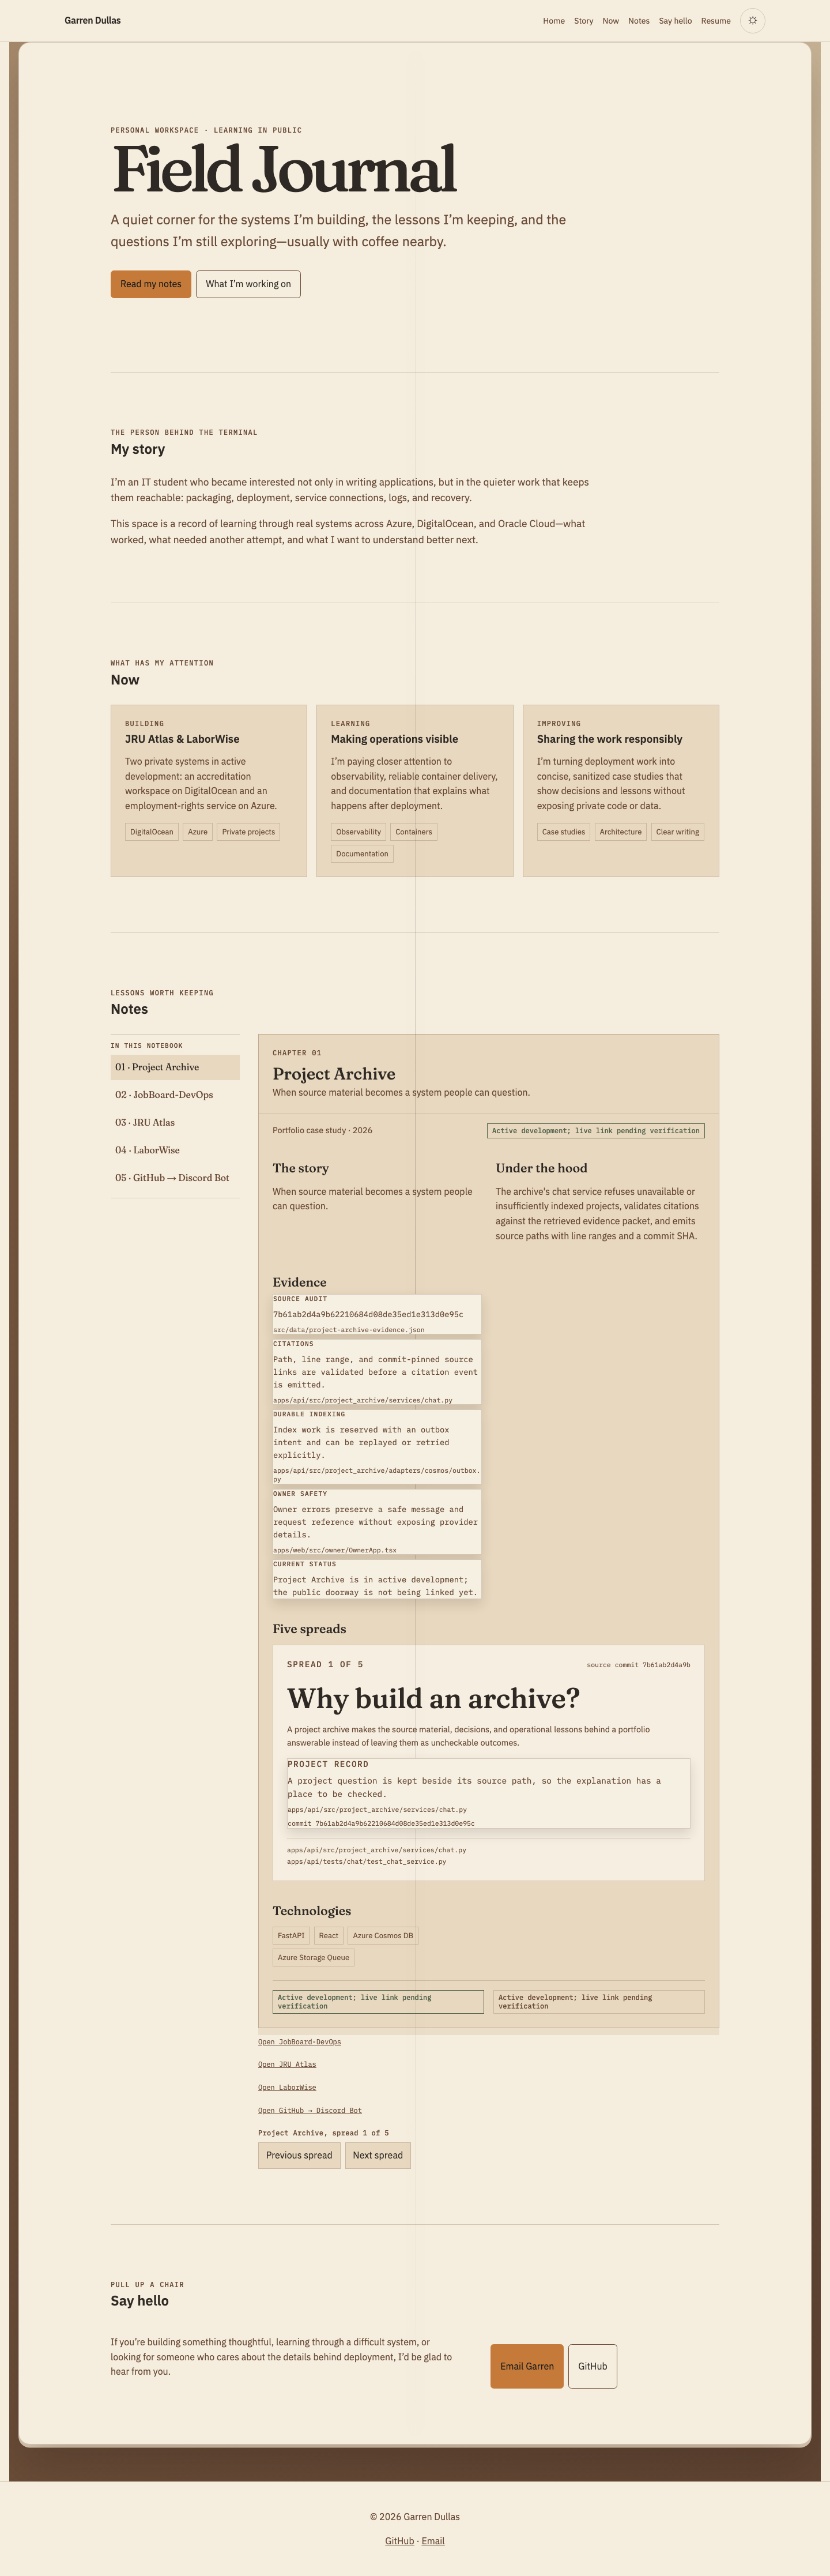 Garren Dullas
Home Story Now Notes Say hello Resume
PERSONAL WORKSPACE · LEARNING IN PUBLIC
Field Journal
A quiet corner for the systems I’m building, the lessons I’m keeping, and the
questions I’m still exploring—usually with coffee nearby.
Read my notes What I’m working on
THE PERSON BEHIND THE TERMINAL
My story
I’m an IT student who became interested not only in writing applications, but in the quieter work that keeps
them reachable: packaging, deployment, service connections, logs, and recovery.
This space is a record of learning through real systems across Azure, DigitalOcean, and Oracle Cloud—what
worked, what needed another attempt, and what I want to understand better next.
WHAT HAS MY ATTENTION
Now
BUILDING
JRU Atlas & LaborWise
Two private systems in active
development: an accreditation
workspace on DigitalOcean and an
employment-rights service on Azure.
DigitalOcean Azure Private projects
LEARNING
Making operations visible
I’m paying closer attention to
observability, reliable container delivery,
and documentation that explains what
happens after deployment.
Observability Containers
Documentation
IMPROVING
Sharing the work responsibly
I’m turning deployment work into
concise, sanitized case studies that
show decisions and lessons without
exposing private code or data.
Case studies Architecture Clear writing
LESSONS WORTH KEEPING
Notes
IN THIS NOTEBOOK
01 · Project Archive
02 · JobBoard-DevOps
03 · JRU Atlas
04 · LaborWise
05 · GitHub → Discord Bot
CHAPTER 01
Project Archive
When source material becomes a system people can question.
Portfolio case study · 2026
Active development; live link pending verification
The story
When source material becomes a system people
can question.
Under the hood
The archive's chat service refuses unavailable or
insufficiently indexed projects, validates citations
against the retrieved evidence packet, and emits
source paths with line ranges and a commit SHA.
Evidence
SOURCE AUDIT
7b61ab2d4a9b62210684d08de35ed1e313d0e95c
src/data/project-archive-evidence.json
CITATIONS
Path, line range, and commit-pinned source
links are validated before a citation event
is emitted.
apps/api/src/project_archive/services/chat.py
DURABLE INDEXING
Index work is reserved with an outbox
intent and can be replayed or retried
explicitly.
apps/api/src/project_archive/adapters/cosmos/outbox.
py
OWNER SAFETY
Owner errors preserve a safe message and
request reference without exposing provider
details.
apps/web/src/owner/OwnerApp.tsx
CURRENT STATUS
Project Archive is in active development;
the public doorway is not being linked yet.
Five spreads
SPREAD 1 OF 5
source commit 7b61ab2d4a9b
Why build an archive?
A project archive makes the source material, decisions, and operational lessons behind a portfolio
answerable instead of leaving them as uncheckable outcomes.
PROJECT RECORD
A project question is kept beside its source path, so the explanation has a
place to be checked.
apps/api/src/project_archive/services/chat.py
commit 7b61ab2d4a9b62210684d08de35ed1e313d0e95c
apps/api/src/project_archive/services/chat.py
apps/api/tests/chat/test_chat_service.py
Technologies
FastAPI React Azure Cosmos DB
Azure Storage Queue
Active development; live link pending
verification
Active development; live link pending
verification
Open JobBoard-DevOps
Open JRU Atlas
Open LaborWise
Open GitHub → Discord Bot
Project Archive, spread 1 of 5
Previous spread Next spread
PULL UP A CHAIR
Say hello
If you’re building something thoughtful, learning through a difficult system, or
looking for someone who cares about the details behind deployment, I’d be glad to
hear from you.
Email Garren GitHub
© 2026 Garren Dullas
GitHub · Email